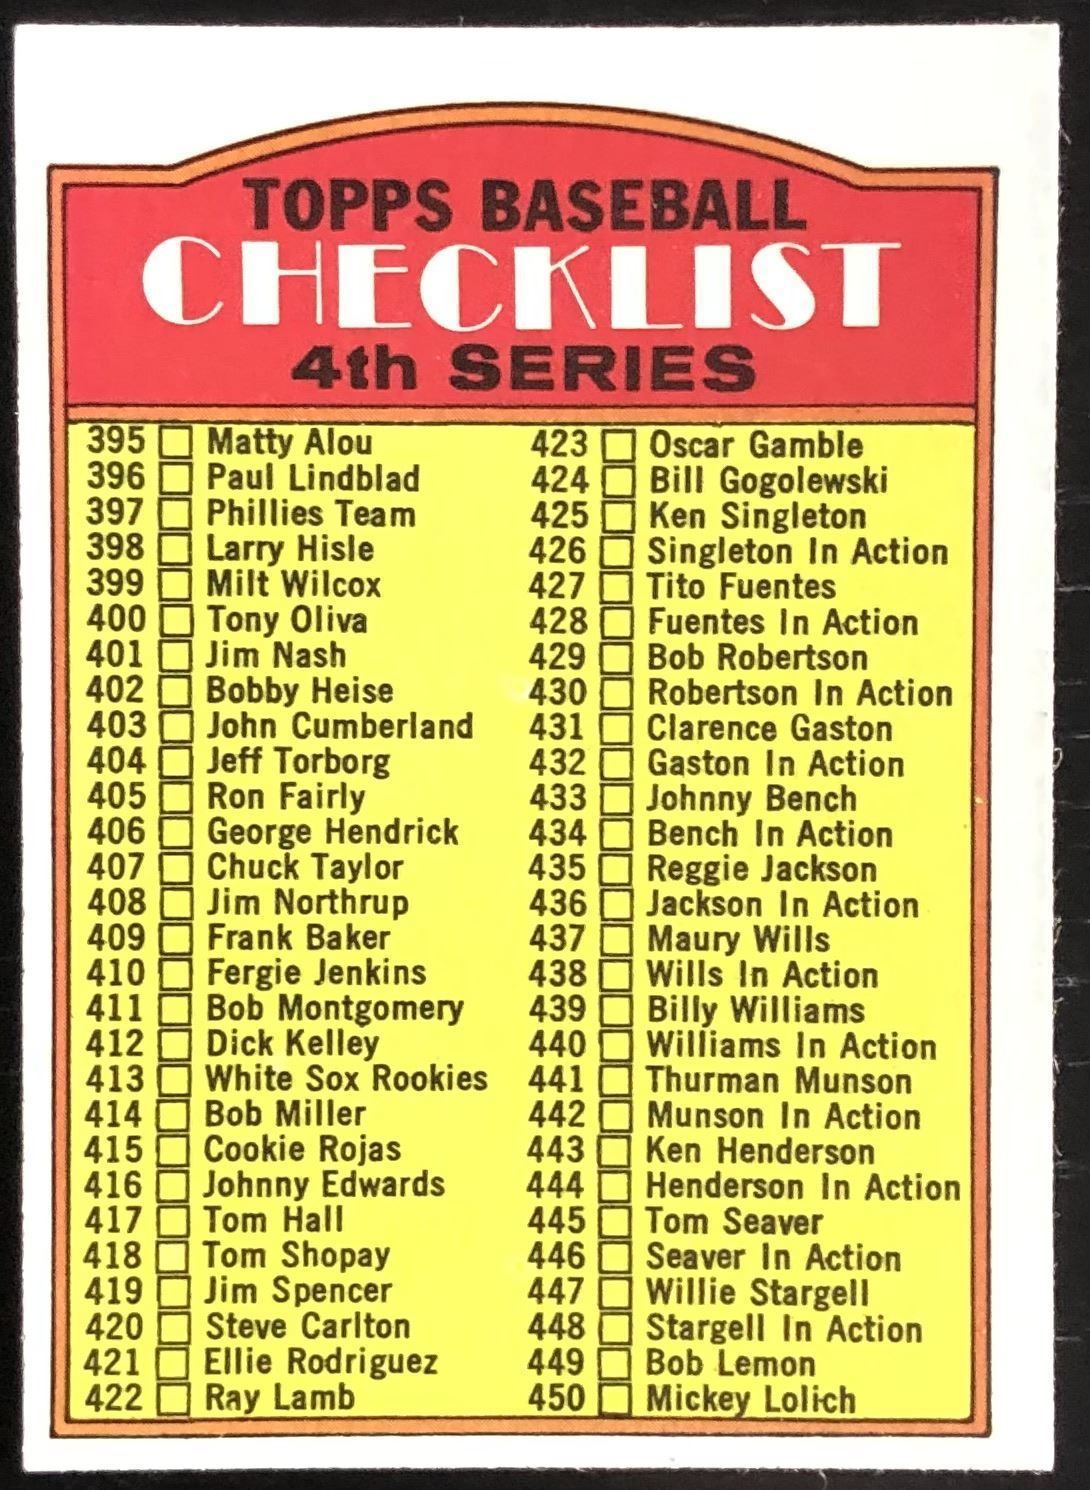 TOPPS BASEBALL
CHECKLIST
4th SERIES
395 Matty Alou
396 Paul Lindblad
397 Phillies Team
398 Larry Hisle
399 Milt Wilcox
400 Tony Oliva
401 Jim Nash
402 Bobby Heise
403 John Cumberland
404 Jeff Torborg
405 Ron Fairly
406 George Hendrick
407 Chuck Taylor
408 Jim Northrup
409 Frank Baker
410 Fergie Jenkins
411 Bob Montgomery
412 Dick Kelley
413 White Sox Rookies
414 Bob Miller
415 Cookie Rojas
416 Johnny Edwards
417 Tom Hall
418 Tom Shopay
419 Jim Spencer
420 Steve Carlton
421 Ellie Rodriguez
422 Ray Lamb
423 Oscar Gamble
424 Bill Gogolewski
425 Ken Singleton
426 Singleton In Action
427 Tito Fuentes
428 Fuentes In Action
429 Bob Robertson
430 Robertson In Action
431 Clarence Gaston
432 Gaston In Action
433 Johnny Bench
434 Bench In Action
435 Reggie Jackson
436 Jackson In Action
437 Maury Wills
438 Wills In Action
439 Billy Williams
440 Williams In Action
441 Thurman Munson
442 Munson In Action
443 Ken Henderson
444 Henderson In Action
445 Tom Seaver
446 Seaver In Action
447 Willie Stargell
448 Stargell In Action
449 Bob Lemon
450 Mickey Lolich